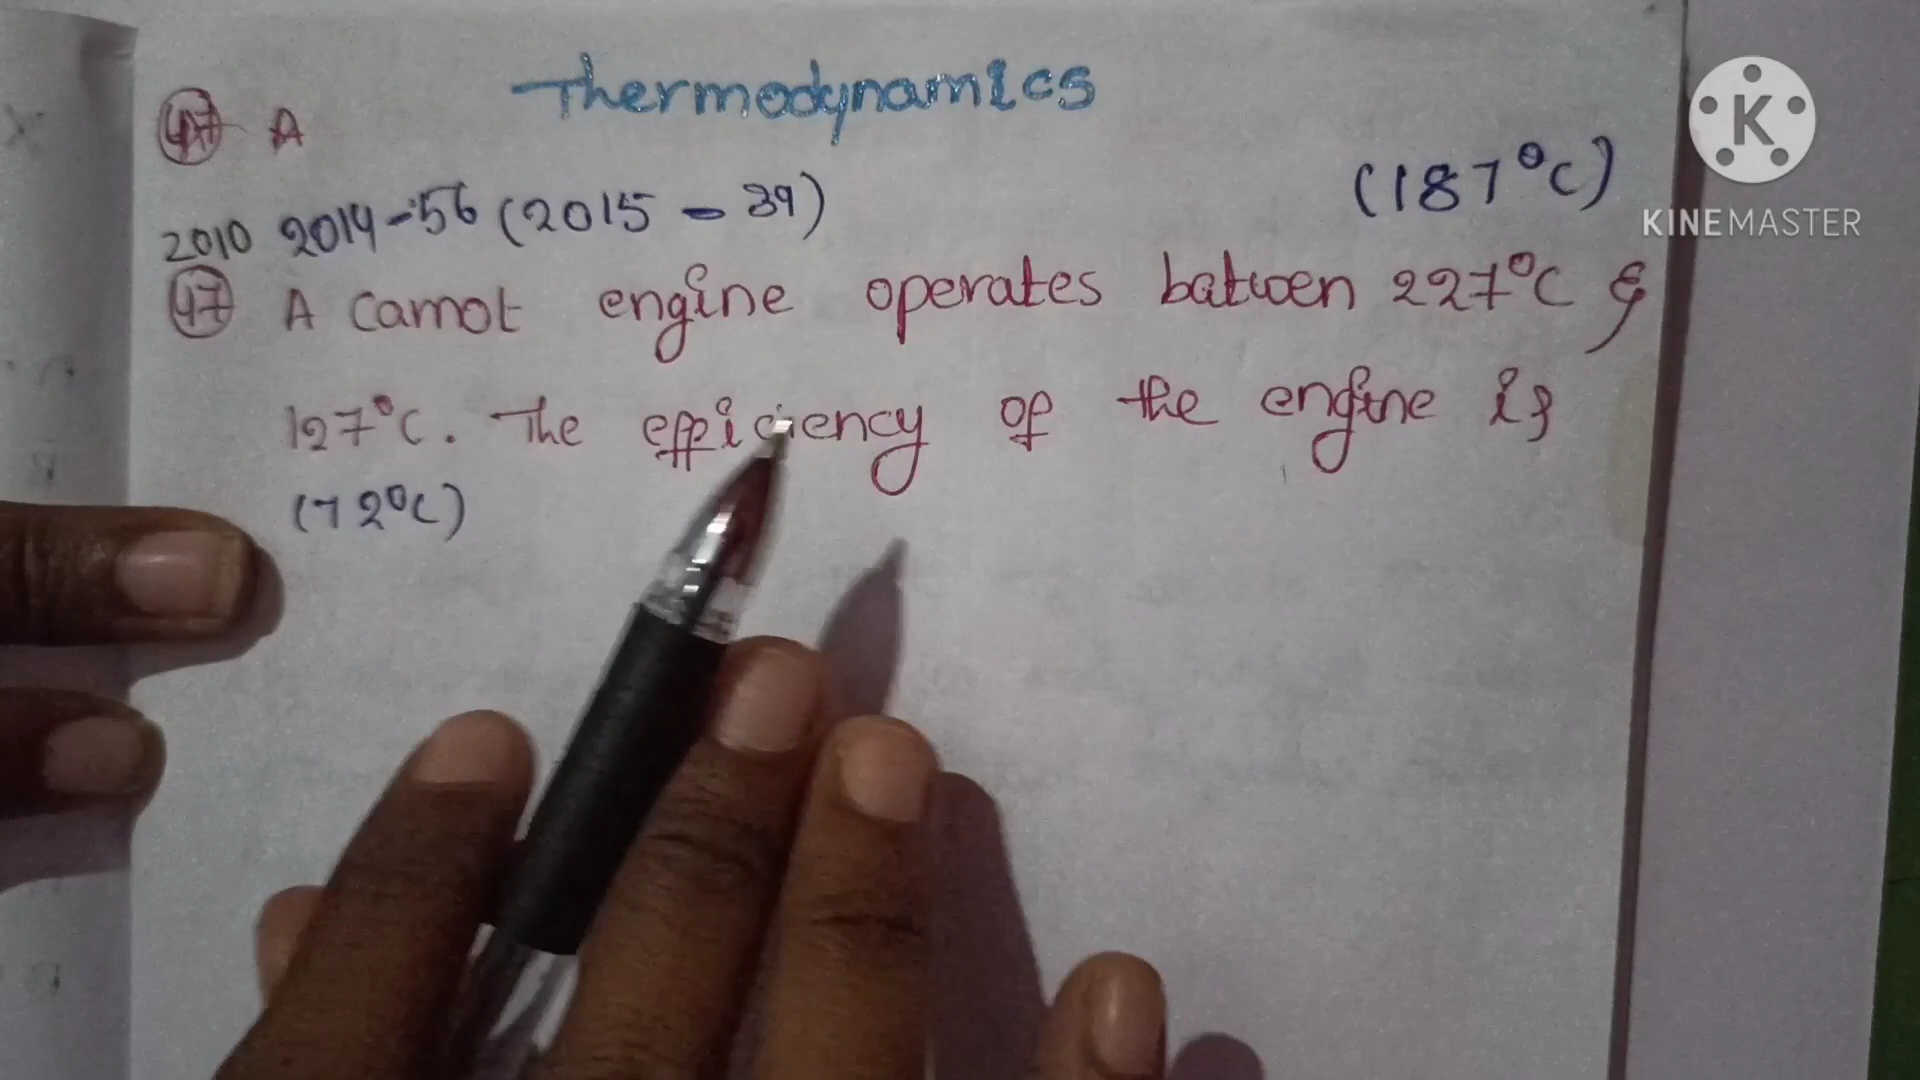 Thermodynamics
47 A
(187°C)
2010 2014-56 (2015 - 39)
47 A carnot engine operates batwen 227°C &
127°C. The efficiency of the engine is
(72°C)
KINEMASTER